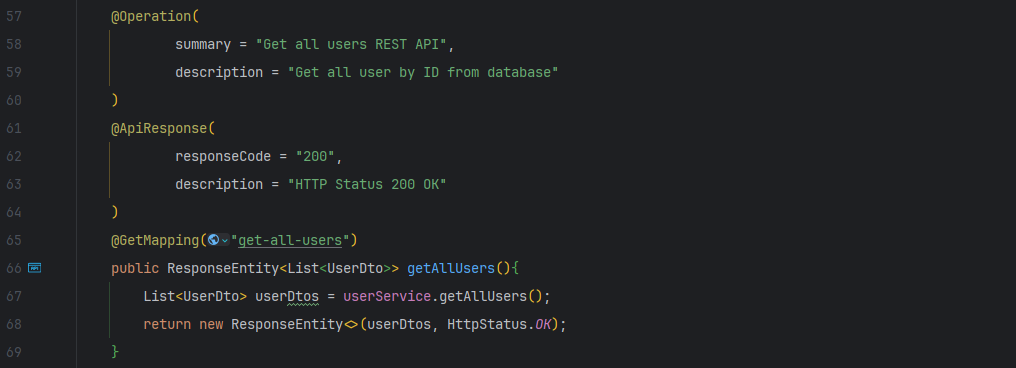 57 @Operation(
58 summary = "Get all users REST API",
59 description = "Get all user by ID from database"
60 )
61 @ApiResponse(
62 responseCode = "200",
63 description = "HTTP Status 200 OK"
64 )
65 @GetMapping("get-all-users")
66 public ResponseEntity<List<UserDto>> getAllUsers(){
67 List<UserDto> userDtos = userService.getAllUsers();
68 return new ResponseEntity<>(userDtos, HttpStatus.OK);
69 }